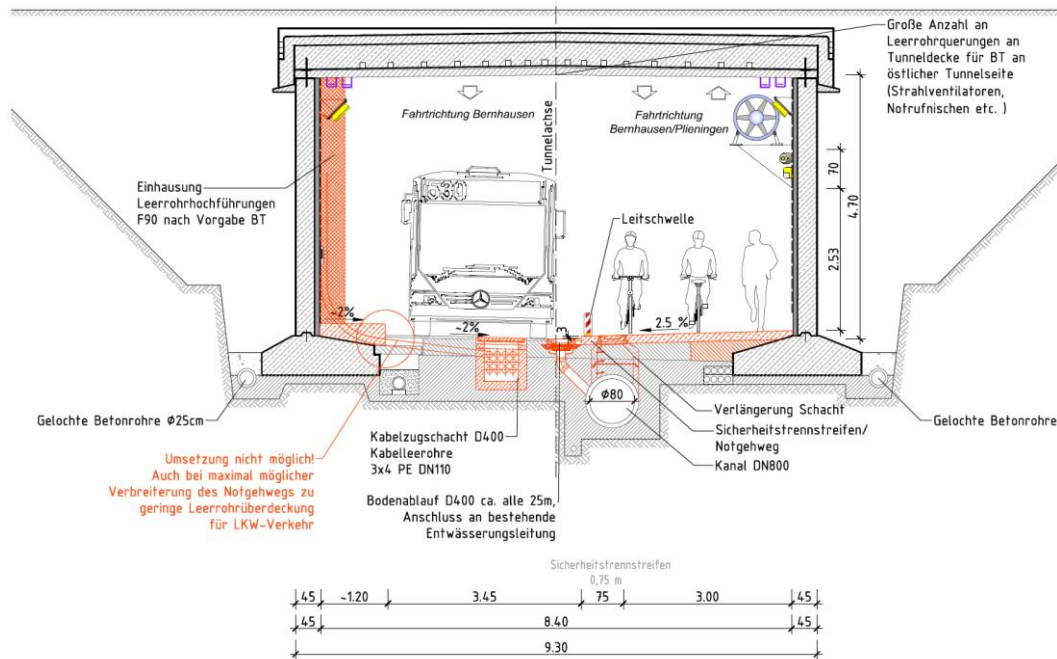 Große Anzahl an
Leerrohrquerungen an
Tunneldecke für BT an
östlicher Tunnelseite
(Strahlventilatoren,
Notrufnischen etc. )
Fahrtrichtung Bernhausen
Tunnelachse
Fahrtrichtung
Bernhausen/Plieningen
Einhausung
Leerrohrhochführungen
F90 nach Vorgabe BT
530
70
4.70
2.53
Leitschwelle
~2%
~2%
3
2.5 %
Ø80
Gelochte Betonrohre Ø25cm
Gelochte Betonrohre
Verlängerung Schacht
Sicherheitstrennstreifen/
Notgehweg
Kanal DN800
Kabelzugschacht D400
Kabelleerohre
3x4 PE DN110
Umsetzung nicht möglich!
Auch bei maximal möglicher
Verbreiterung des Notgehwegs zu
geringe Leerrohrüberdeckung
für LKW-Verkehr
Bodenablauf D400 ca. alle 25m,
Anschluss an bestehende
Entwässerungsleitung
Sicherheitstrennstreifen
0,75 m
45 ~1.20 3.45 75 3.00 45
45 8.40 45
9.30